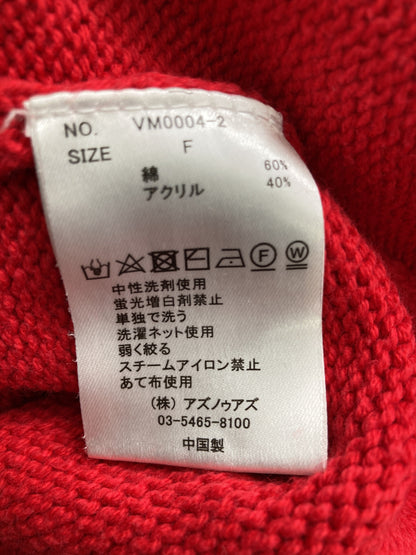 NO. VM0004-2
SIZE F
綿 60%
アクリル 40%
F W
中性洗剤使用
蛍光増白剤禁止
単独で洗う
洗濯ネット使用
弱く絞る
スチームアイロン禁止
あて布使用
(株) アズノゥアズ
03-5465-8100
中国製